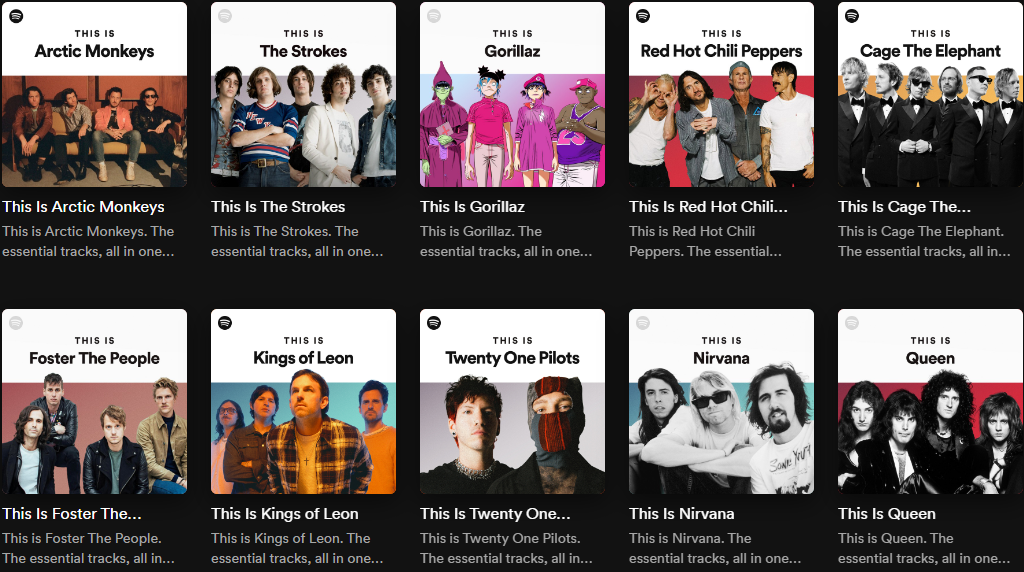 THIS IS
Arctic Monkeys
This Is Arctic Monkeys
This is Arctic Monkeys. The
essential tracks, all in one...
THIS IS
The Strokes
This Is The Strokes
This is The Strokes. The
essential tracks, all in one...
THIS IS
Gorillaz
This Is Gorillaz
This is Gorillaz. The
essential tracks, all in one...
THIS IS
Red Hot Chili Peppers
This Is Red Hot Chili...
This is Red Hot Chili
Peppers. The essential...
THIS IS
Cage The Elephant
This Is Cage The...
This is Cage The Elephant.
The essential tracks, all in...
THIS IS
Foster The People
This Is Foster The...
This is Foster The People.
The essential tracks, all in...
THIS IS
Kings of Leon
This Is Kings of Leon
This is Kings of Leon. The
essential tracks, all in one...
THIS IS
Twenty One Pilots
This Is Twenty One...
This is Twenty One Pilots.
The essential tracks, all in...
THIS IS
Nirvana
This Is Nirvana
This is Nirvana. The
essential tracks, all in one...
THIS IS
Queen
This Is Queen
This is Queen. The
essential tracks, all in one...